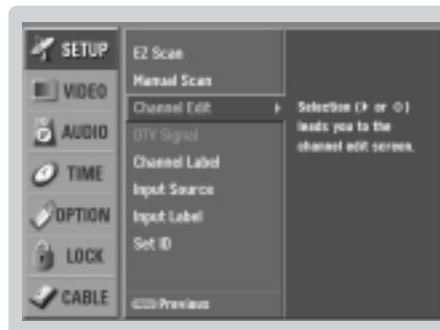 SETUP
VIDEO
AUDIO
TIME
OPTION
LOCK
CABLE
EZ Scan
Manual Scan
Channel Edit
DTV Signal
Channel Label
Input Source
Input Label
Set ID
Previous
Selection (▶ or ⊙)
leads you to the
channel edit screen.